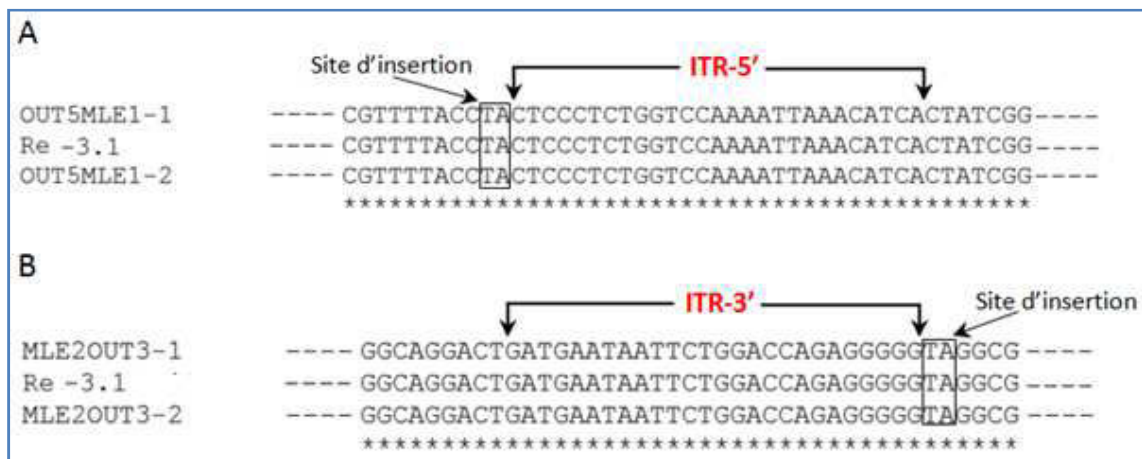 A
Site d'insertion
ITR-5'
OUT5MLE1-1 ---- CGTTTTACCTACTCCCTCTGGTCCAAAATTAAACATCACTATCGG----
Re -3.1 ---- CGTTTTACCTACTCCCTCTGGTCCAAAATTAAACATCACTATCGG----
OUT5MLE1-2 ---- CGTTTTACCTACTCCCTCTGGTCCAAAATTAAACATCACTATCGG----
*********************************************
B
ITR-3'
Site d'insertion
MLE2OUT3-1 ---- GGCAGGACTGATGAATAATTCTGGACCAGAGGGGGTAGGCG ----
Re -3.1 ---- GGCAGGACTGATGAATAATTCTGGACCAGAGGGGGTAGGCG ----
MLE2OUT3-2 ---- GGCAGGACTGATGAATAATTCTGGACCAGAGGGGGTAGGCG ----
*****************************************